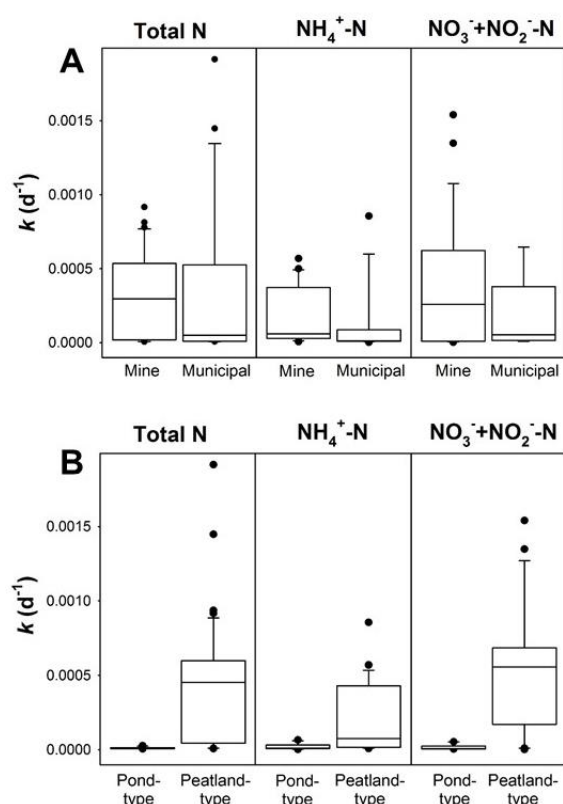 A
Total N NH₄⁺-N NO₃⁻+NO₂⁻-N
k (d⁻¹)
0.0015
0.0010
0.0005
0.0000
Mine Municipal Mine Municipal Mine Municipal
B
Total N NH₄⁺-N NO₃⁻+NO₂⁻-N
k (d⁻¹)
0.0015
0.0010
0.0005
0.0000
Pond- Peatland- Pond- Peatland- Pond- Peatland-
type type type type type type